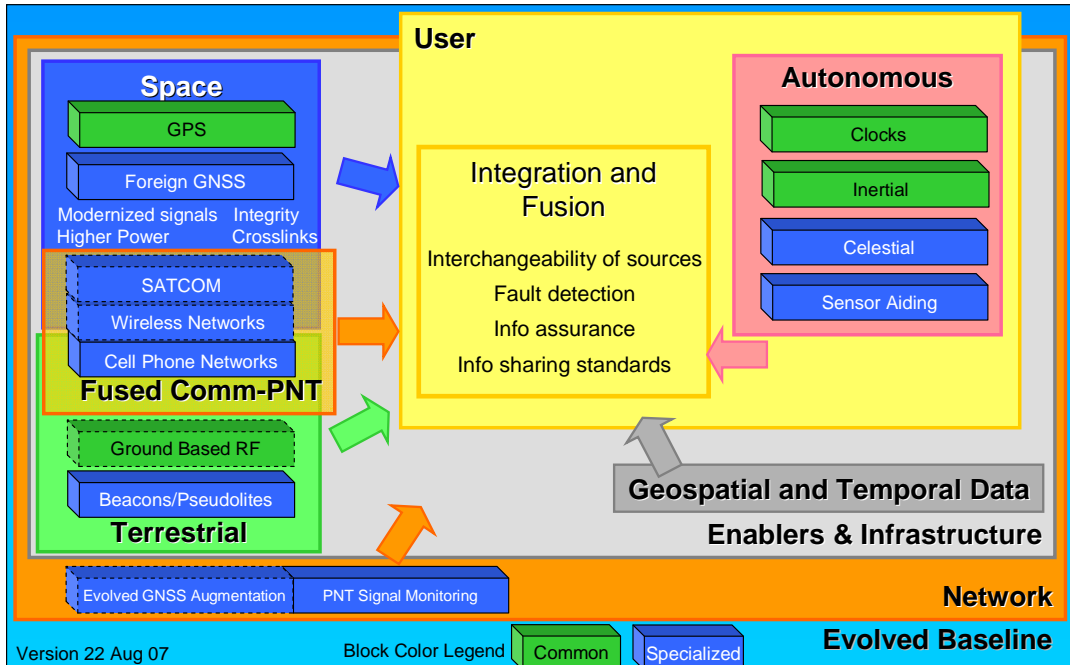 User
Space
GPS
Foreign GNSS
Modernized signals Integrity
Higher Power Crosslinks
SATCOM
Wireless Networks
Cell Phone Networks
Fused Comm-PNT
Ground Based RF
Beacons/Pseudolites
Terrestrial
Integration and
Fusion
Interchangeability of sources
Fault detection
Info assurance
Info sharing standards
Autonomous
Clocks
Inertial
Celestial
Sensor Aiding
Geospatial and Temporal Data
Enablers & Infrastructure
Evolved GNSS Augmentation PNT Signal Monitoring
Network
Evolved Baseline
Version 22 Aug 07 Block Color Legend Common Specialized